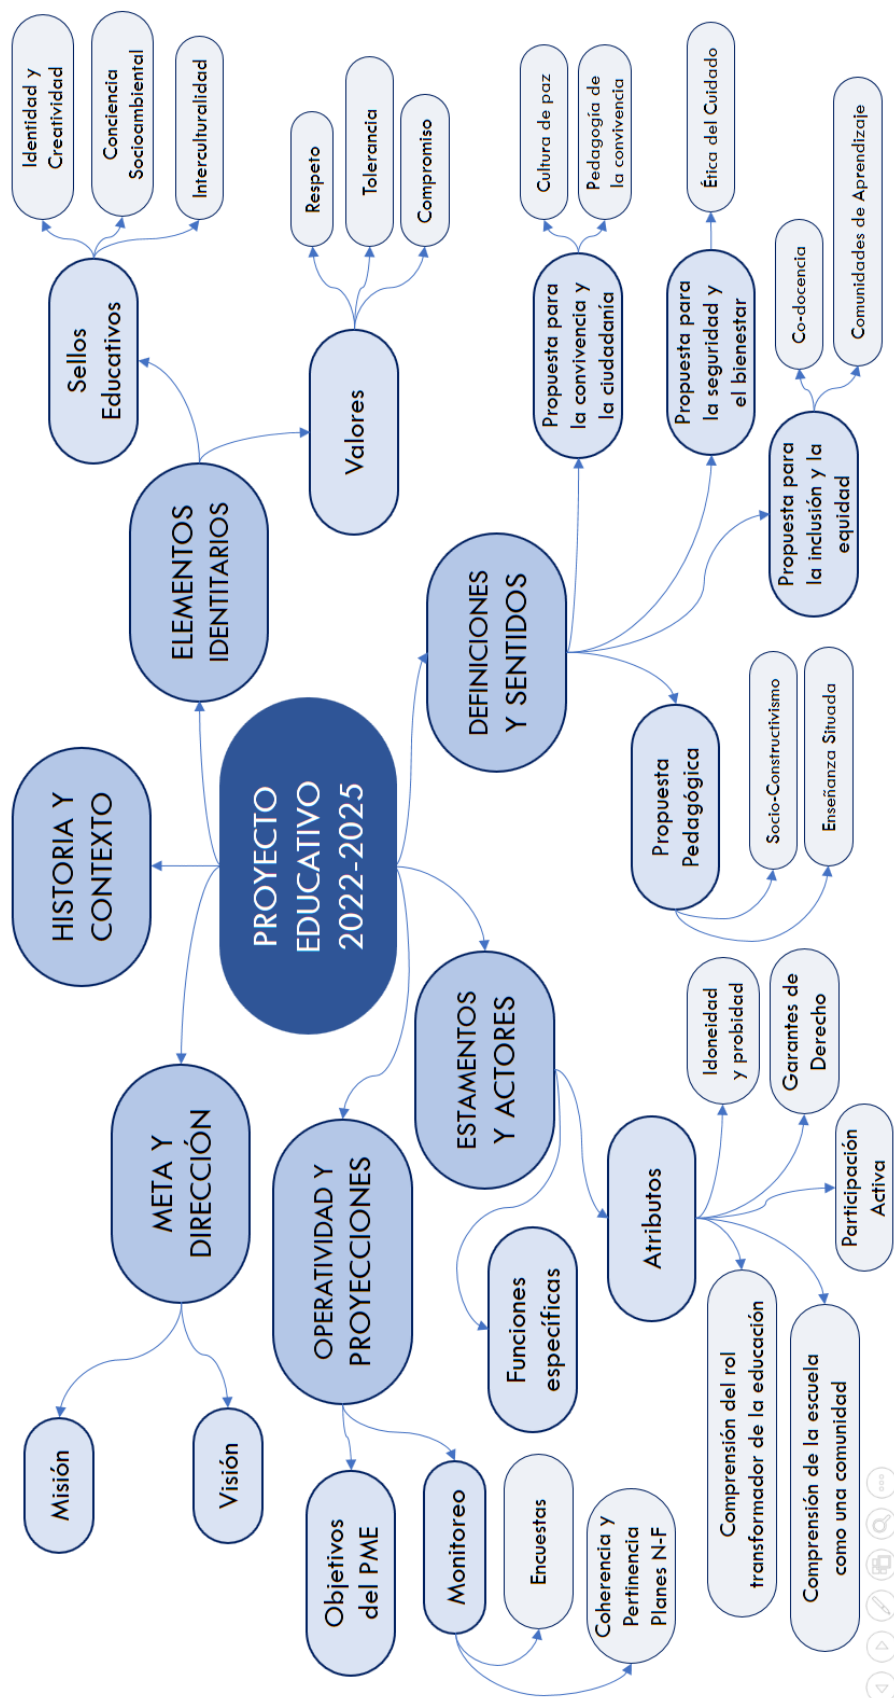 PROYECTO
EDUCATIVO
2022-2025
HISTORIA Y
CONTEXTO
META Y
DIRECCIÓN
Misión
Visión
OPERATIVIDAD Y
PROYECCIONES
Objetivos
del PME
Monitoreo
Encuestas
Coherencia y
Pertinencia
Planes N-F
ESTAMENTOS
Y ACTORES
Funciones
específicas
Atributos
Comprensión del rol
transformador de la educación
Comprensión de la escuela
como una comunidad
Participación
Activa
Garantes de
Derecho
Idoneidad
y probidad
ELEMENTOS
IDENTITARIOS
Sellos
Educativos
Identidad y
Creatividad
Conciencia
Socioambiental
Interculturalidad
Valores
Respeto
Tolerancia
Compromiso
DEFINICIONES
Y SENTIDOS
Propuesta para
la convivencia y
la ciudadanía
Cultura de paz
Pedagogía de
la convivencia
Propuesta para
la seguridad y
el bienestar
Ética del Cuidado
Propuesta para
la inclusión y la
equidad
Co-docencia
Comunidades de Aprendizaje
Propuesta
Pedagógica
Socio-Constructivismo
Enseñanza Situada